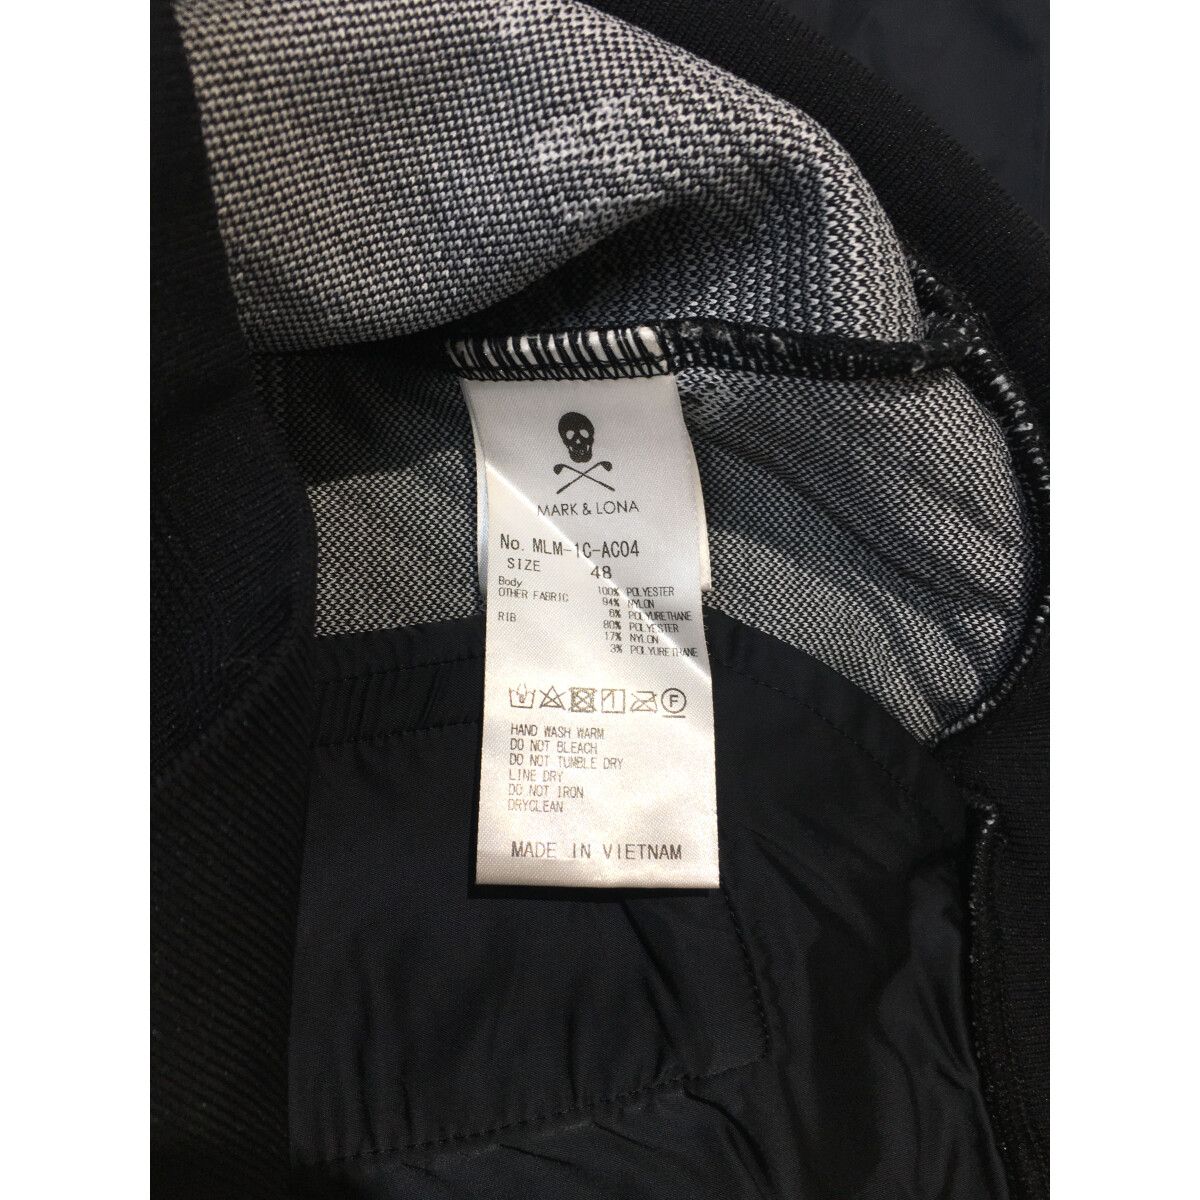 MARK & LONA
No. MLM-1C-AC04
SIZE 48
Body 100% POLYESTER
OTHER FABRIC 94% NYLON
6% POLYURETHANE
RIB 80% POLYESTER
17% NYLON
3% POLYURETHANE
F
HAND WASH WARM
DO NOT BLEACH
DO NOT TUMBLE DRY
LINE DRY
DO NOT IRON
DRYCLEAN
MADE IN VIETNAM